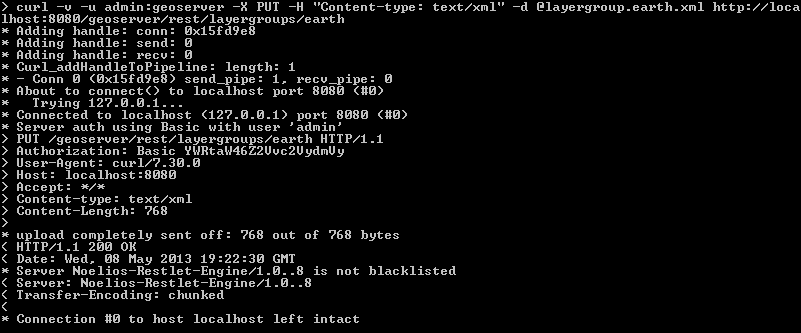 > curl -v -u admin:geoserver -X PUT -H "Content-type: text/xml" -d @layergroup.earth.xml http://loca
lhost:8080/geoserver/rest/layergroups/earth
* Adding handle: conn: 0x15fd9e8
* Adding handle: send: 0
* Adding handle: recv: 0
* Curl_addHandleToPipeline: length: 1
* - Conn 0 (0x15fd9e8) send_pipe: 1, recv_pipe: 0
* About to connect() to localhost port 8080 (#0)
*   Trying 127.0.0.1...
* Connected to localhost (127.0.0.1) port 8080 (#0)
* Server auth using Basic with user 'admin'
> PUT /geoserver/rest/layergroups/earth HTTP/1.1
> Authorization: Basic YWRtaW46Z2Vvc2VydmVy
> User-Agent: curl/7.30.0
> Host: localhost:8080
> Accept: */*
> Content-type: text/xml
> Content-Length: 768
>
* upload completely sent off: 768 out of 768 bytes
< HTTP/1.1 200 OK
< Date: Wed, 08 May 2013 19:22:30 GMT
* Server Noelios-Restlet-Engine/1.0..8 is not blacklisted
< Server: Noelios-Restlet-Engine/1.0..8
< Transfer-Encoding: chunked
<
* Connection #0 to host localhost left intact